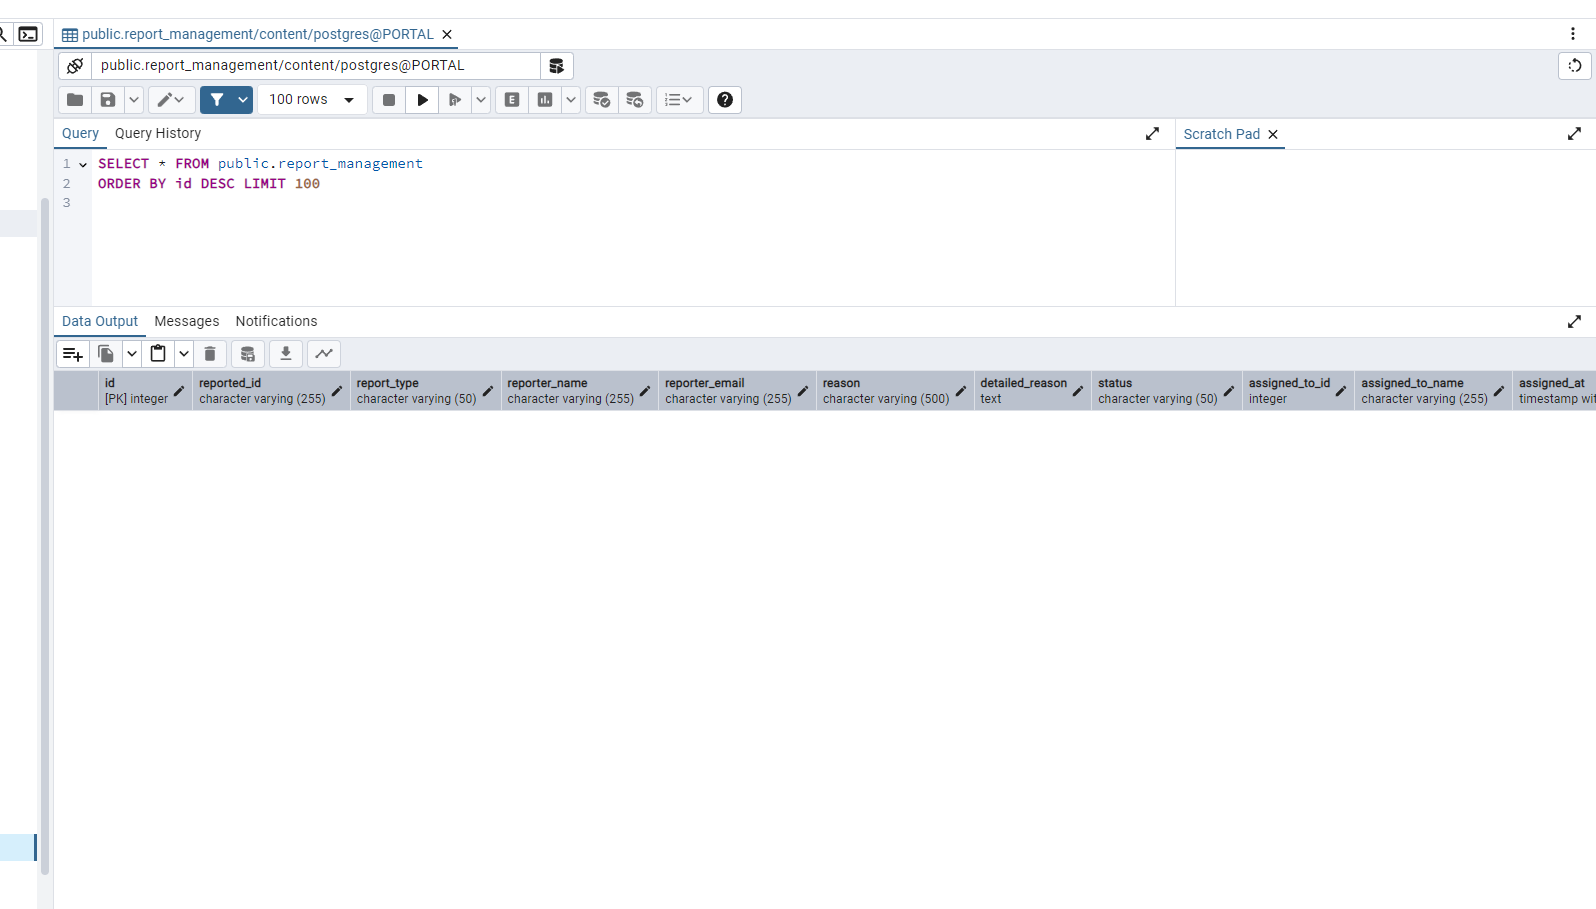 public.report_management/content/postgres@PORTAL
public.report_management/content/postgres@PORTAL
100 rows
E
Query
Query History
Scratch Pad
1 SELECT * FROM public.report_management
2 ORDER BY id DESC LIMIT 100
3
Data Output
Messages
Notifications
id
[PK] integer
reported_id
character varying (255)
report_type
character varying (50)
reporter_name
character varying (255)
reporter_email
character varying (255)
reason
character varying (500)
detailed_reason
text
status
character varying (50)
assigned_to_id
integer
assigned_to_name
character varying (255)
assigned_at
timestamp wit